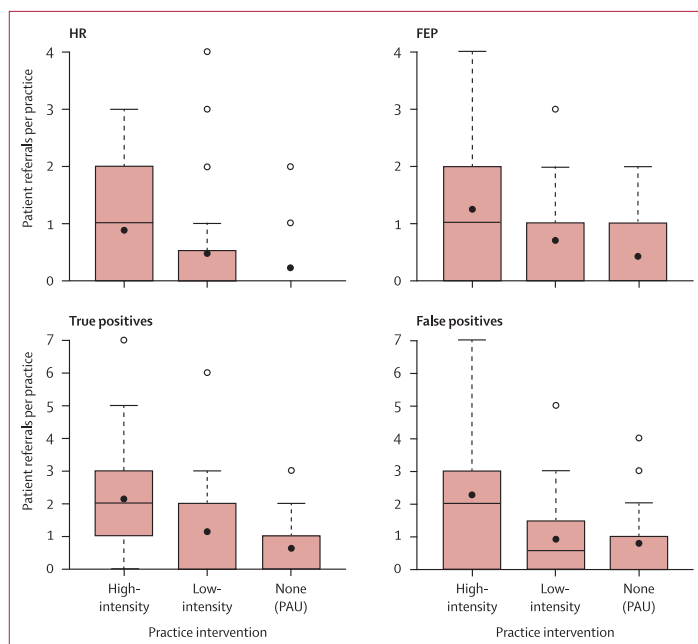 HR
Patient referrals per practice
4
3
2
1
0
FEP
4
3
2
1
0
True positives
Patient referrals per practice
7
6
5
4
3
2
1
0
High-
intensity
Low-
intensity
None
(PAU)
Practice intervention
False positives
7
6
5
4
3
2
1
0
High-
intensity
Low-
intensity
None
(PAU)
Practice intervention